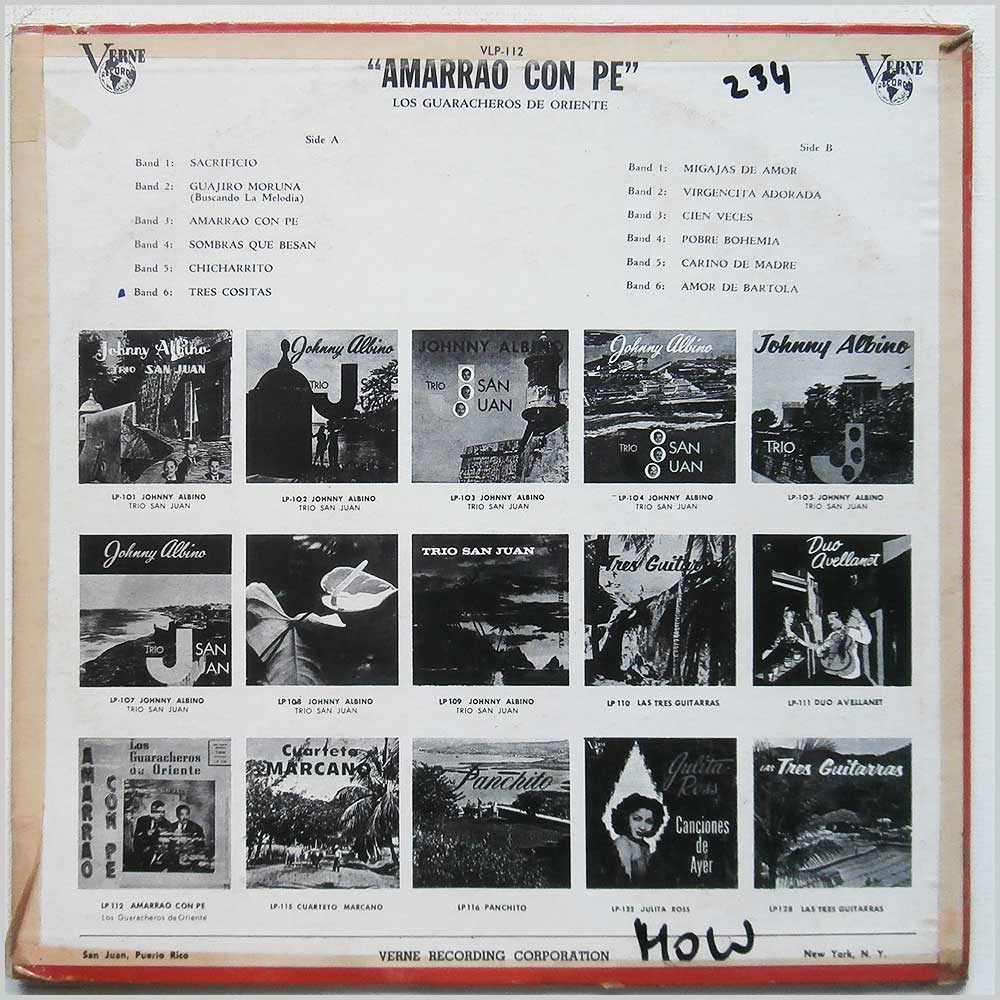 VERNE
RECORDS
VLP-112
"AMARRAO CON PE"
LOS GUARACHEROS DE ORIENTE
234
VERNE
RECORDS
Side A
Band 1: SACRIFICIO
Band 2: GUAJIRO MORUNA
(Buscando La Melodia)
Band 3: AMARRAO CON PE
Band 4: SOMBRAS QUE BESAN
Band 5: CHICHARRITO
Band 6: TRES COSITAS
Side B
Band 1: MIGAJAS DE AMOR
Band 2: VIRGENCITA ADORADA
Band 3: CIEN VECES
Band 4: POBRE BOHEMIA
Band 5: CARINO DE MADRE
Band 6: AMOR DE BARTOLA
Johnny Albino
TRIO SAN JUAN
Johnny Albino
TRIO
J
JOHNNY ALBINO
TRIO
SAN
UAN
Johnny Albino
TRIO
SAN
UAN
Johnny Albino
TRIO
J
LP-101 JOHNNY ALBINO
TRIO SAN JUAN
LP-102 JOHNNY ALBINO
TRIO SAN JUAN
LP-103 JOHNNY ALBINO
TRIO SAN JUAN
LP-104 JOHNNY ALBINO
TRIO SAN JUAN
LP-105 JOHNNY ALBINO
TRIO SAN JUAN
Johnny Albino
TRIO
J
SAN
UAN
TRIO SAN JUAN
Tres Guitarras
Duo
Avellanet
LP-107 JOHNNY ALBINO
TRIO SAN JUAN
LP108 JOHNNY ALBINO
TRIO SAN JUAN
LP109 JOHNNY ALBINO
TRIO SAN JUAN
LP 110 LAS TRES GUITARRAS
LP-111 DUO AVELLANET
Los
Guaracheros
de Oriente
AMARRAO
CON PE
Cuarteto
MARCANO
Panchito
Julita
Ross
Canciones
de
Ayer
LAS Tres Guitarras
LP 112 AMARRAO CON PE
Los Guaracheros de Oriente
LP-115 CUARTETO MARCANO
LP116 PANCHITO
LP-122 JULITA ROSS
LP128 LAS TRES GUITARRAS
San Juan, Puerto Rico
VERNE RECORDING CORPORATION
MOW
New York, N. Y.